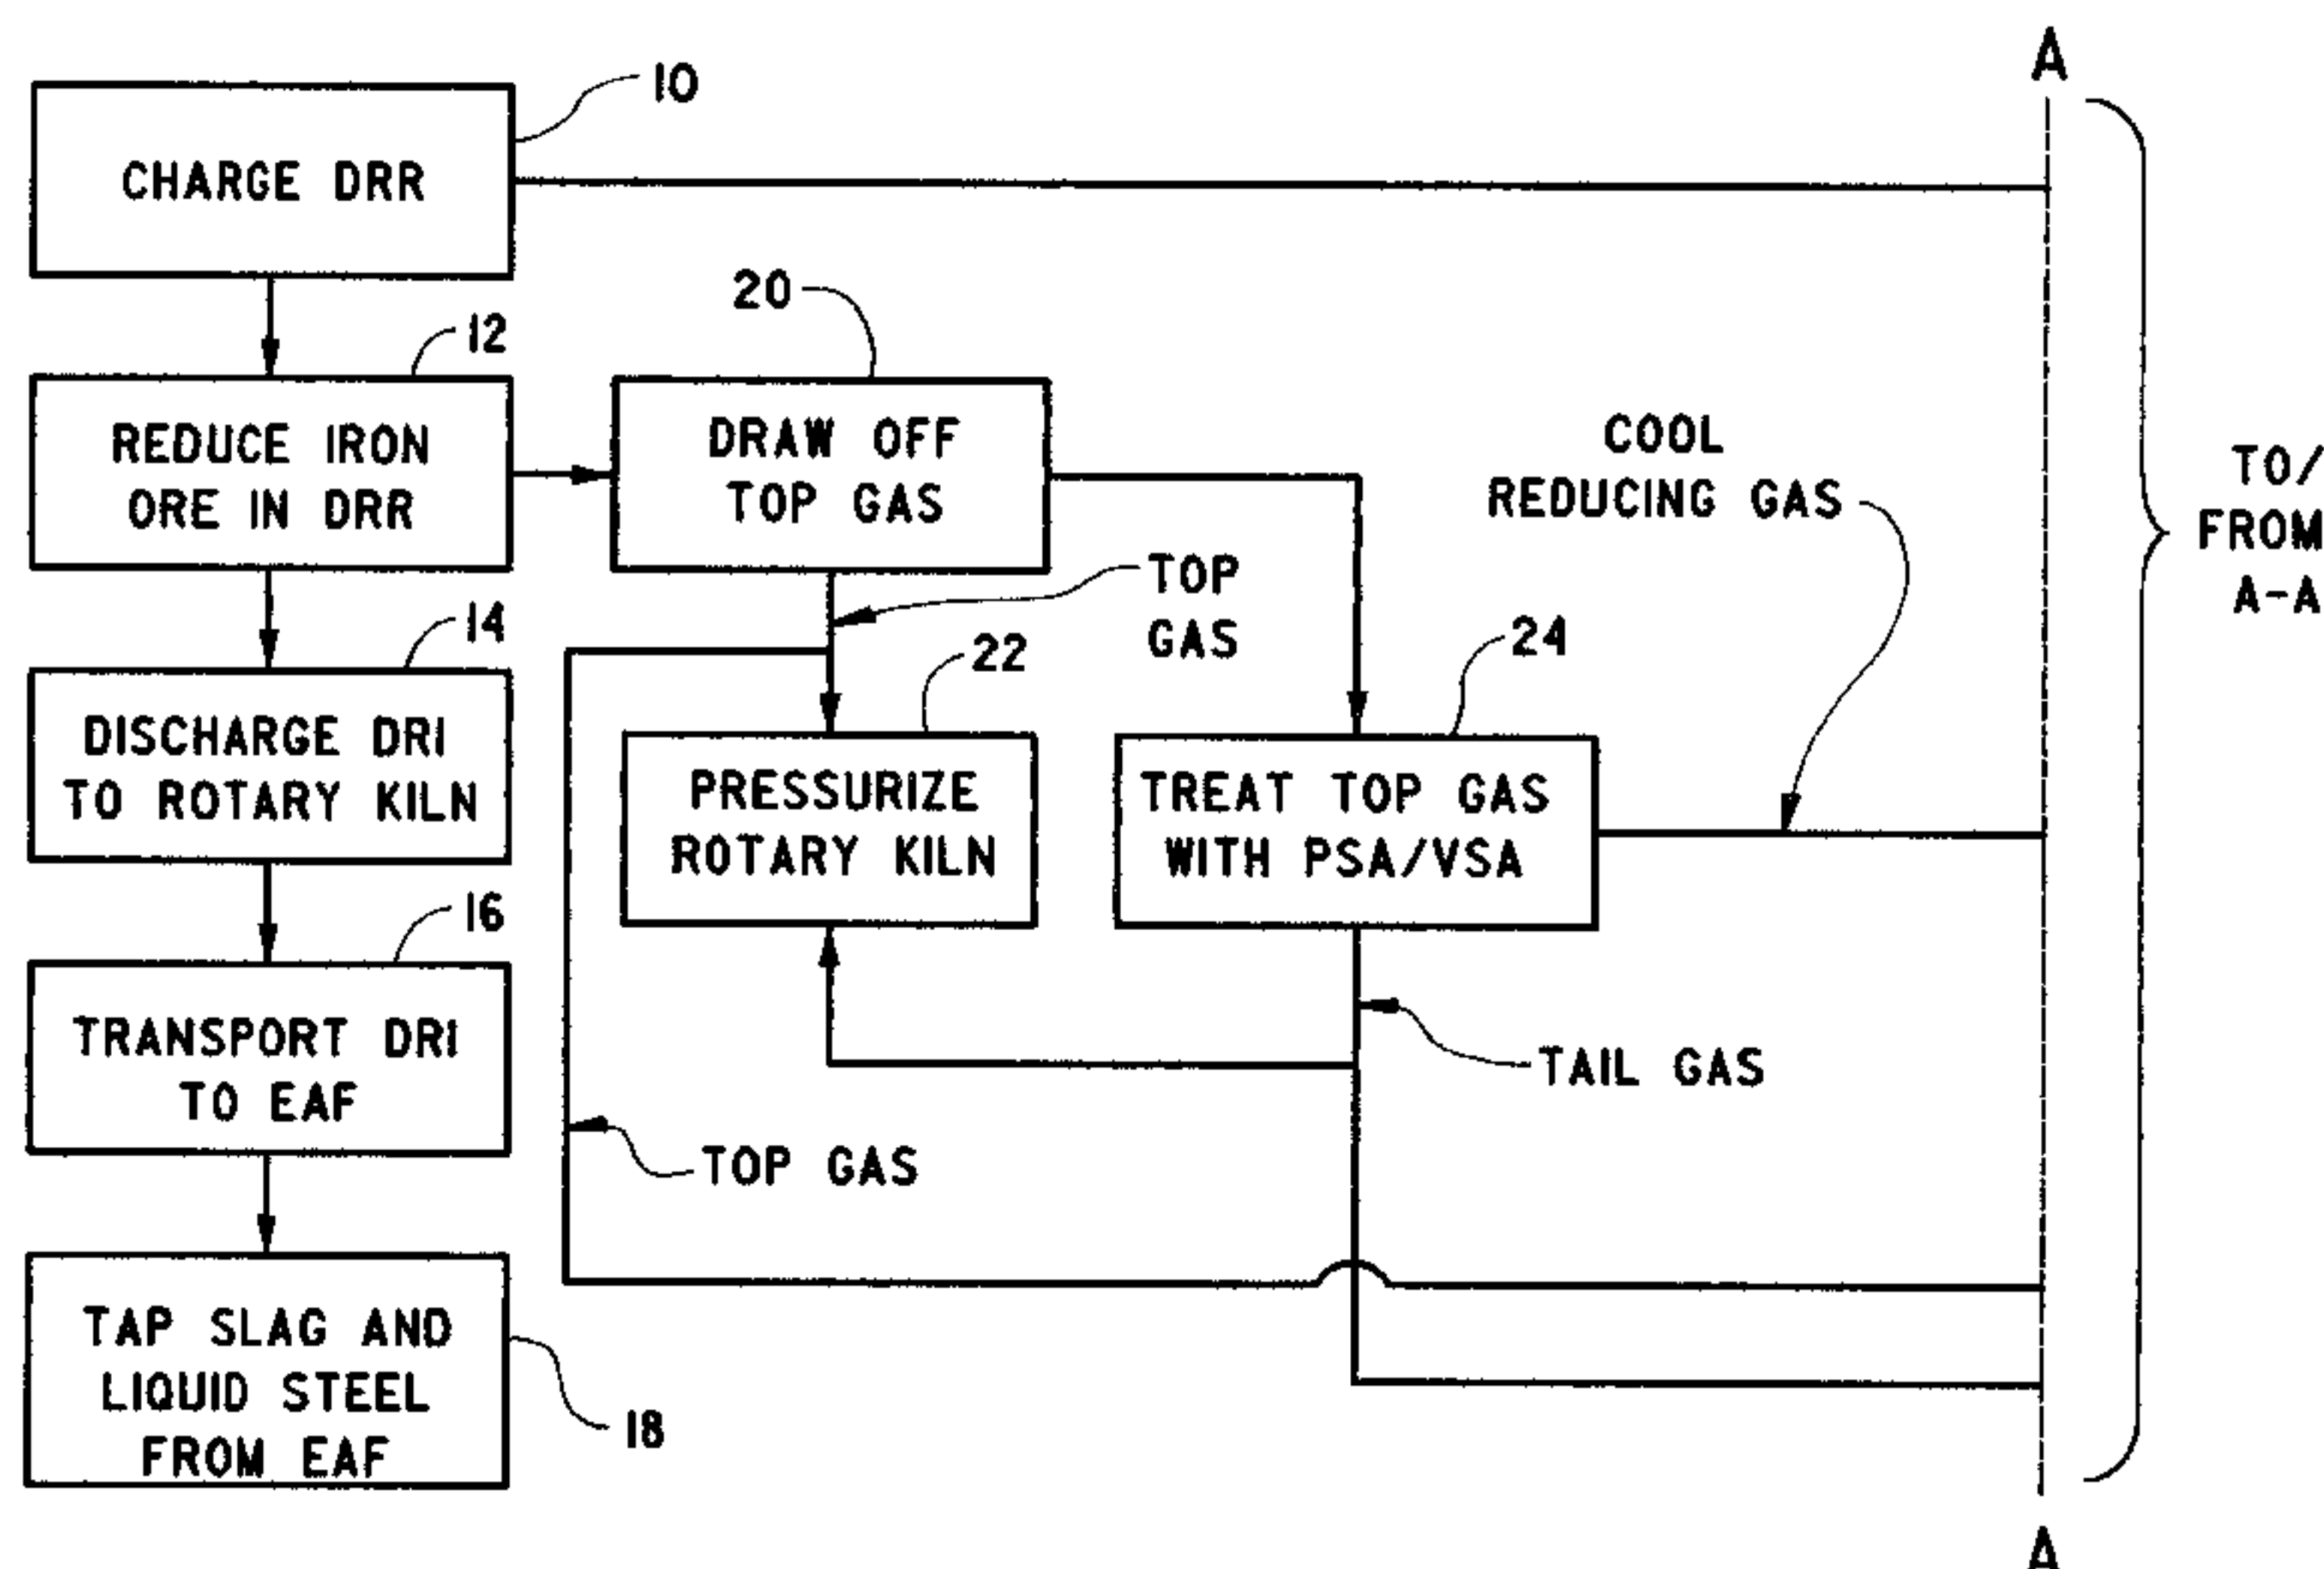 A
10
CHARGE DRR
20
12
REDUCE IRON
ORE IN DRR
DRAW OFF
TOP GAS
COOL
REDUCING GAS
TO/
FROM
A-A
TOP
GAS
14
22
24
DISCHARGE DRI
TO ROTARY KILN
PRESSURIZE
ROTARY KILN
TREAT TOP GAS
WITH PSA/VSA
16
TRANSPORT DRI
TO EAF
TAIL GAS
TOP GAS
TAP SLAG AND
LIQUID STEEL
FROM EAF
18
A